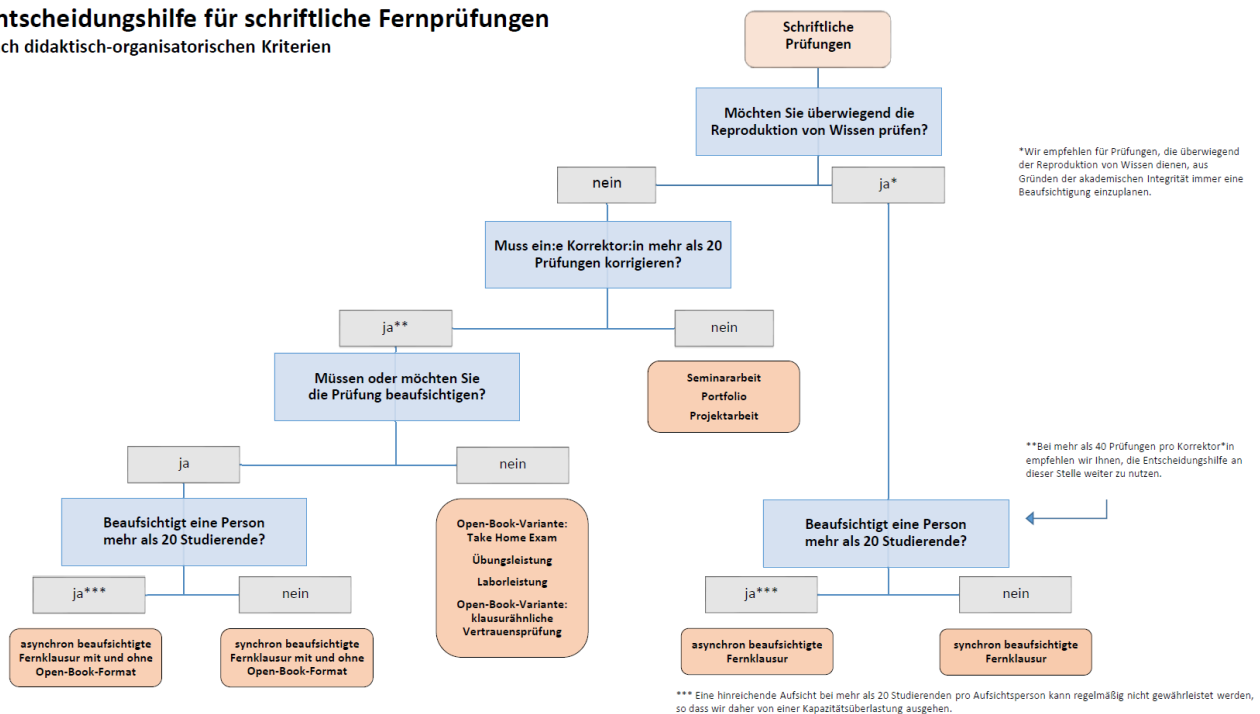 ntscheidungshilfe für schriftliche Fernprüfungen
ch didaktisch-organisatorischen Kriterien
Schriftliche
Prüfungen
Möchten Sie überwiegend die
Reproduktion von Wissen prüfen?
*Wir empfehlen für Prüfungen, die überwiegend
der Reproduktion von Wissen dienen, aus
Gründen der akademischen Integrität immer eine
Beaufsichtigung einzuplanen.
nein
ja*
Muss ein:e Korrektor:in mehr als 20
Prüfungen korrigieren?
ja**
nein
Müssen oder möchten Sie
die Prüfung beaufsichtigen?
Seminararbeit
Portfolio
Projektarbeit
ja
nein
**Bei mehr als 40 Prüfungen pro Korrektor*in
empfehlen wir Ihnen, die Entscheidungshilfe an
dieser Stelle weiter zu nutzen.
Beaufsichtigt eine Person
mehr als 20 Studierende?
Open-Book-Variante:
Take Home Exam
Übungsleistung
Laborleistung
Open-Book-Variante:
klausurähnliche
Vertrauensprüfung
Beaufsichtigt eine Person
mehr als 20 Studierende?
ja***
nein
ja***
nein
asynchron beaufsichtigte
Fernklausur mit und ohne
Open-Book-Format
synchron beaufsichtigte
Fernklausur mit und ohne
Open-Book-Format
asynchron beaufsichtigte
Fernklausur
synchron beaufsichtigte
Fernklausur
*** Eine hinreichende Aufsicht bei mehr als 20 Studierenden pro Aufsichtsperson kann regelmäßig nicht gewährleistet werden,
so dass wir daher von einer Kapazitätsüberlastung ausgehen.